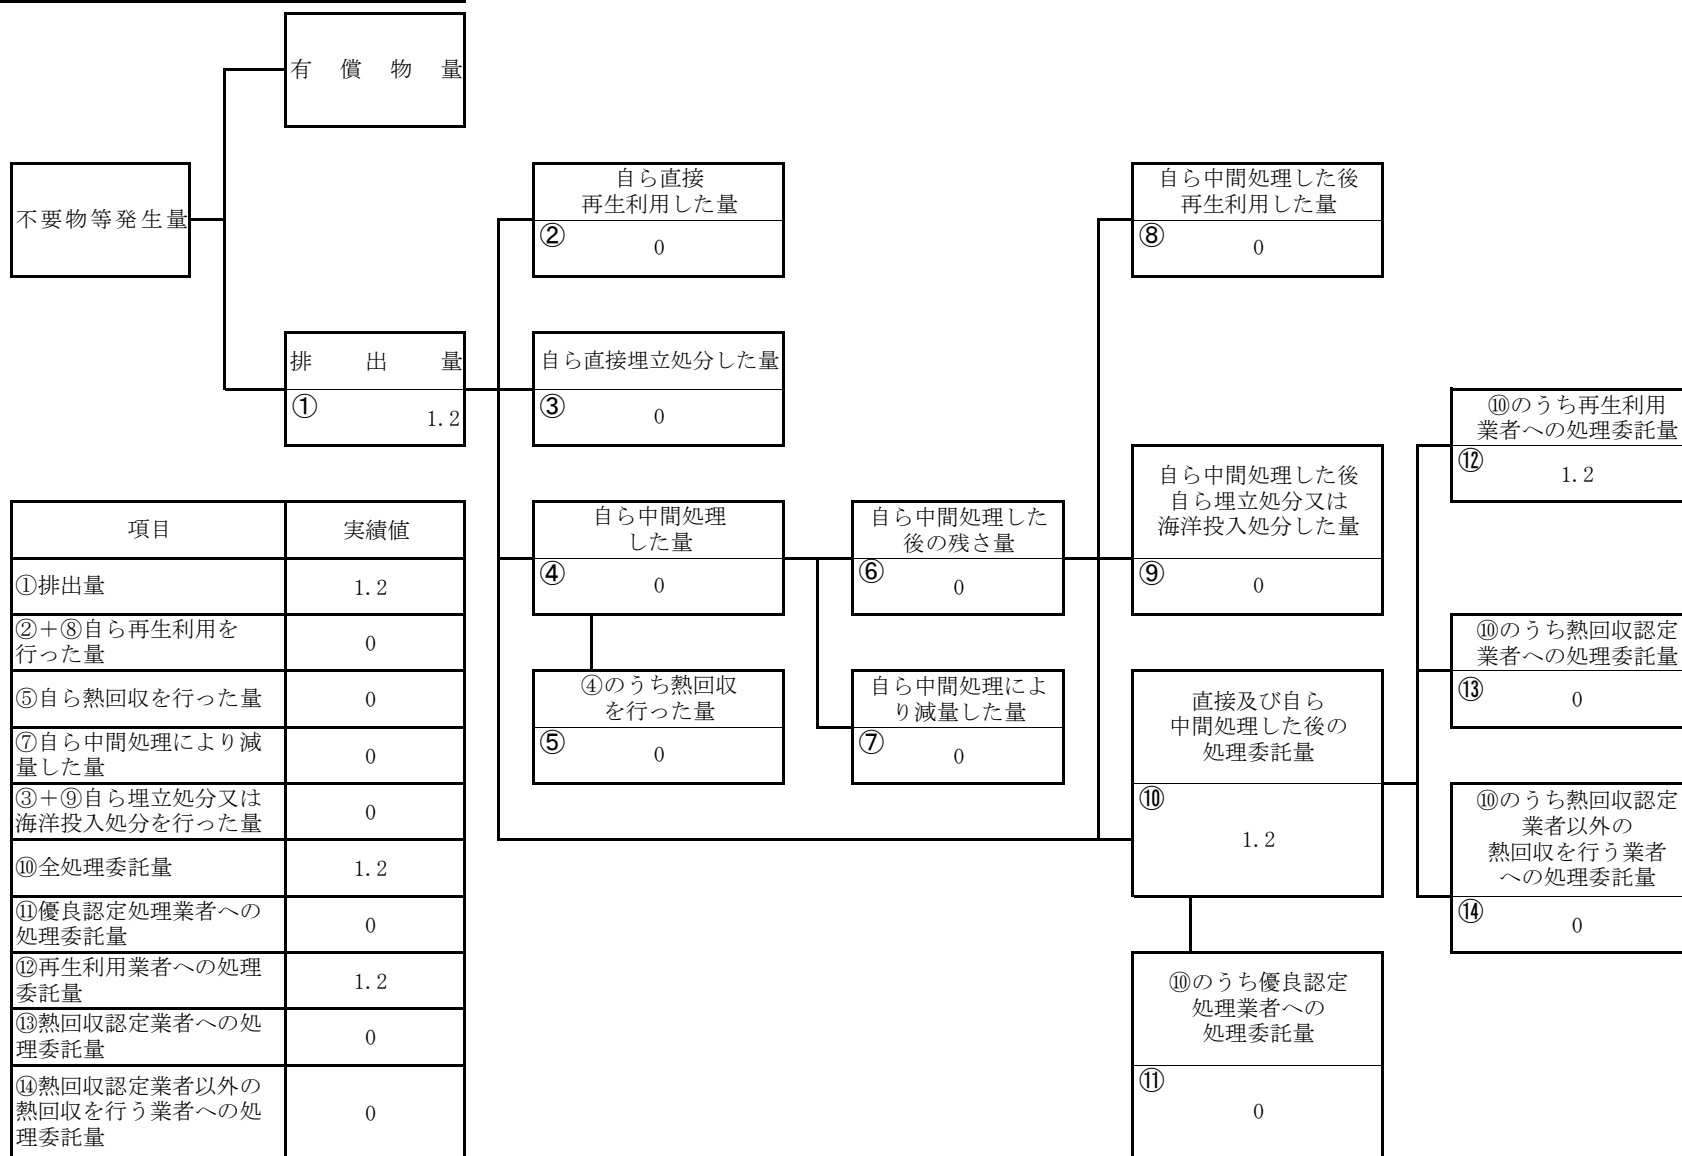 有償物量
不要物等発生量
排出量
①
1.2
自ら直接
再生利用した量
②
0
自ら直接埋立処分した量
③
0
自ら中間処理
した量
④
0
④のうち熱回収
を行った量
⑤
0
自ら中間処理した
後の残さ量
⑥
0
自ら中間処理によ
り減量した量
⑦
0
自ら中間処理した後
再生利用した量
⑧
0
自ら中間処理した後
自ら埋立処分又は
海洋投入処分した量
⑨
0
直接及び自ら
中間処理した後の
処理委託量
⑩
1.2
⑩のうち優良認定
処理業者への
処理委託量
⑪
0
⑩のうち再生利用
業者への処理委託量
⑫
1.2
⑩のうち熱回収認定
業者への処理委託量
⑬
0
⑩のうち熱回収認定
業者以外の
熱回収を行う業者
への処理委託量
⑭
0
項目 実績値
①排出量 1.2
②＋⑧自ら再生利用を
行った量 0
⑤自ら熱回収を行った量 0
⑦自ら中間処理により減
量した量 0
③＋⑨自ら埋立処分又は
海洋投入処分を行った量 0
⑩全処理委託量 1.2
⑪優良認定処理業者への
処理委託量 0
⑫再生利用業者への処理
委託量 1.2
⑬熱回収認定業者への処
理委託量 0
⑭熱回収認定業者以外の
熱回収を行う業者への処
理委託量 0